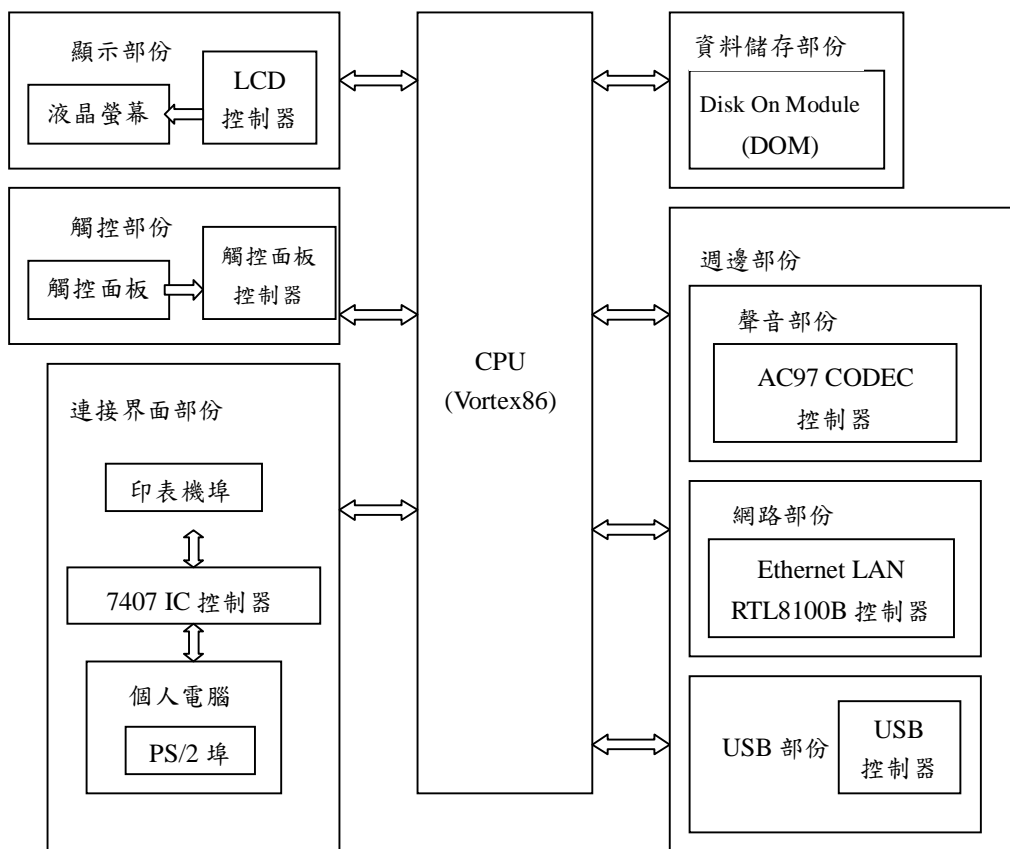 顯示部份
LCD
控制器
液晶螢幕
觸控部份
觸控面板
觸控面板
控制器
連接界面部份
印表機埠
7407 IC 控制器
個人電腦
PS/2 埠
CPU
(Vortex86)
資料儲存部份
Disk On Module
(DOM)
週邊部份
聲音部份
AC97 CODEC
控制器
網路部份
Ethernet LAN
RTL8100B 控制器
USB 部份
USB
控制器